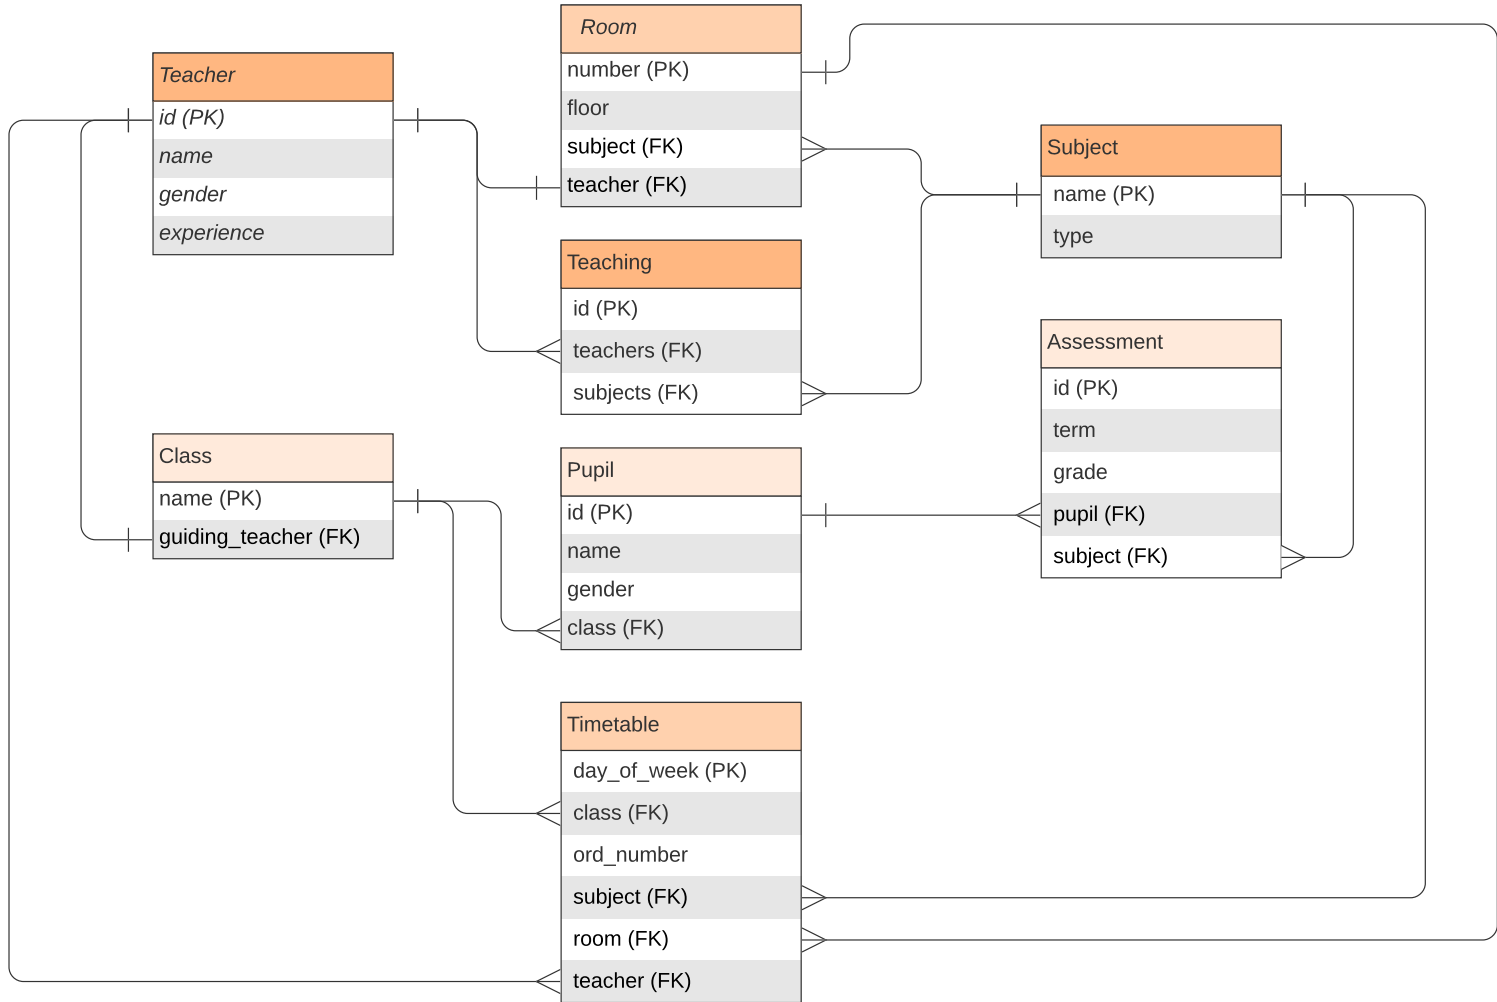 Teacher
id (PK)
name
gender
experience
Room
number (PK)
floor
subject (FK)
teacher (FK)
Subject
name (PK)
type
Teaching
id (PK)
teachers (FK)
subjects (FK)
Assessment
id (PK)
term
grade
pupil (FK)
subject (FK)
Class
name (PK)
guiding_teacher (FK)
Pupil
id (PK)
name
gender
class (FK)
Timetable
day_of_week (PK)
class (FK)
ord_number
subject (FK)
room (FK)
teacher (FK)